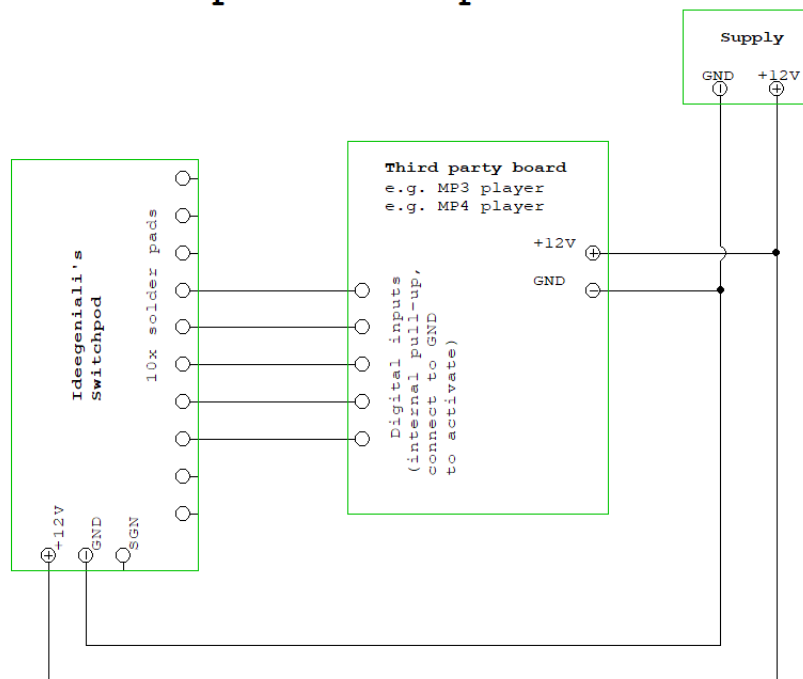 Supply
GND +12V
Third party board
e.g. MP3 player
e.g. MP4 player
+12V
GND
Digital inputs
(internal pull-up,
connect to GND
to activate)
10x solder pads
Ideegeniali's
Switchpod
+12V
GND
SGN